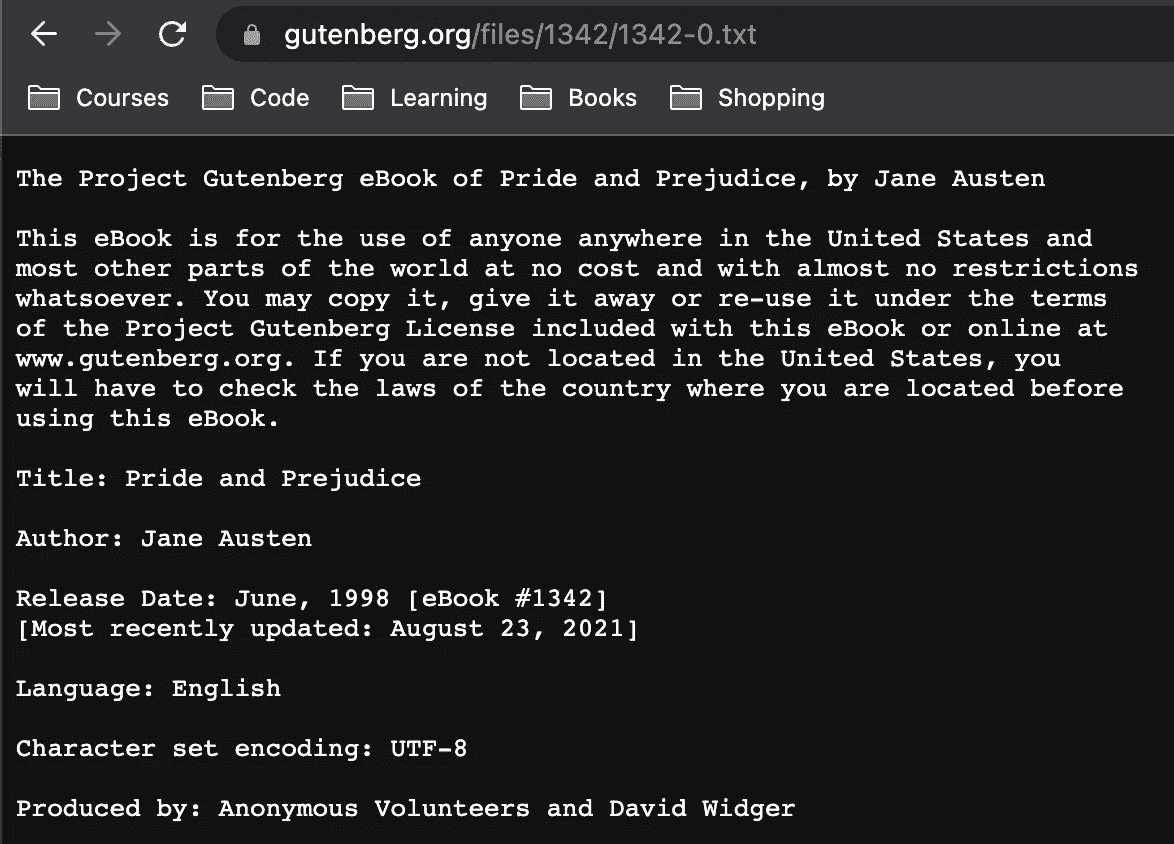 gutenberg.org/files/1342/1342-0.txt
Courses Code Learning Books Shopping
The Project Gutenberg eBook of Pride and Prejudice, by Jane Austen
This eBook is for the use of anyone anywhere in the United States and
most other parts of the world at no cost and with almost no restrictions
whatsoever. You may copy it, give it away or re-use it under the terms
of the Project Gutenberg License included with this eBook or online at
www.gutenberg.org. If you are not located in the United States, you
will have to check the laws of the country where you are located before
using this eBook.
Title: Pride and Prejudice
Author: Jane Austen
Release Date: June, 1998 [eBook #1342]
[Most recently updated: August 23, 2021]
Language: English
Character set encoding: UTF-8
Produced by: Anonymous Volunteers and David Widger